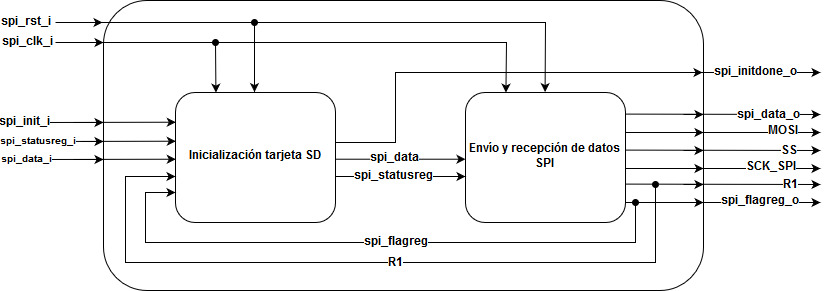 spi_rst_i
spi_clk_i
spi_initdone_o
spi_init_i
spi_statusreg_i
spi_data_i
Inicialización tarjeta SD
spi_data
spi_statusreg
Envío y recepción de datos
SPI
spi_data_o
MOSI
SS
SCK_SPI
R1
spi_flagreg_o
spi_flagreg
R1